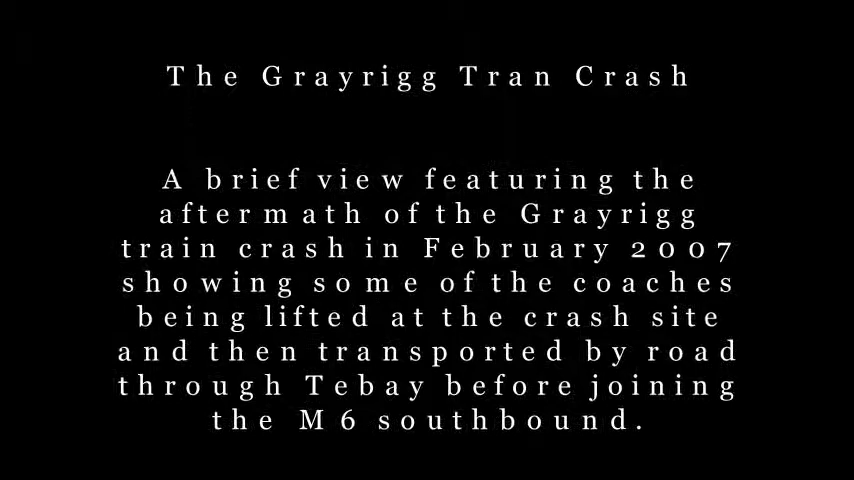 The Grayrigg Tran Crash
A brief view featuring the
aftermath of the Grayrigg
train crash in February 2007
showing some of the coaches
being lifted at the crash site
and then transported by road
through Tebay before joining
the M6 southbound.